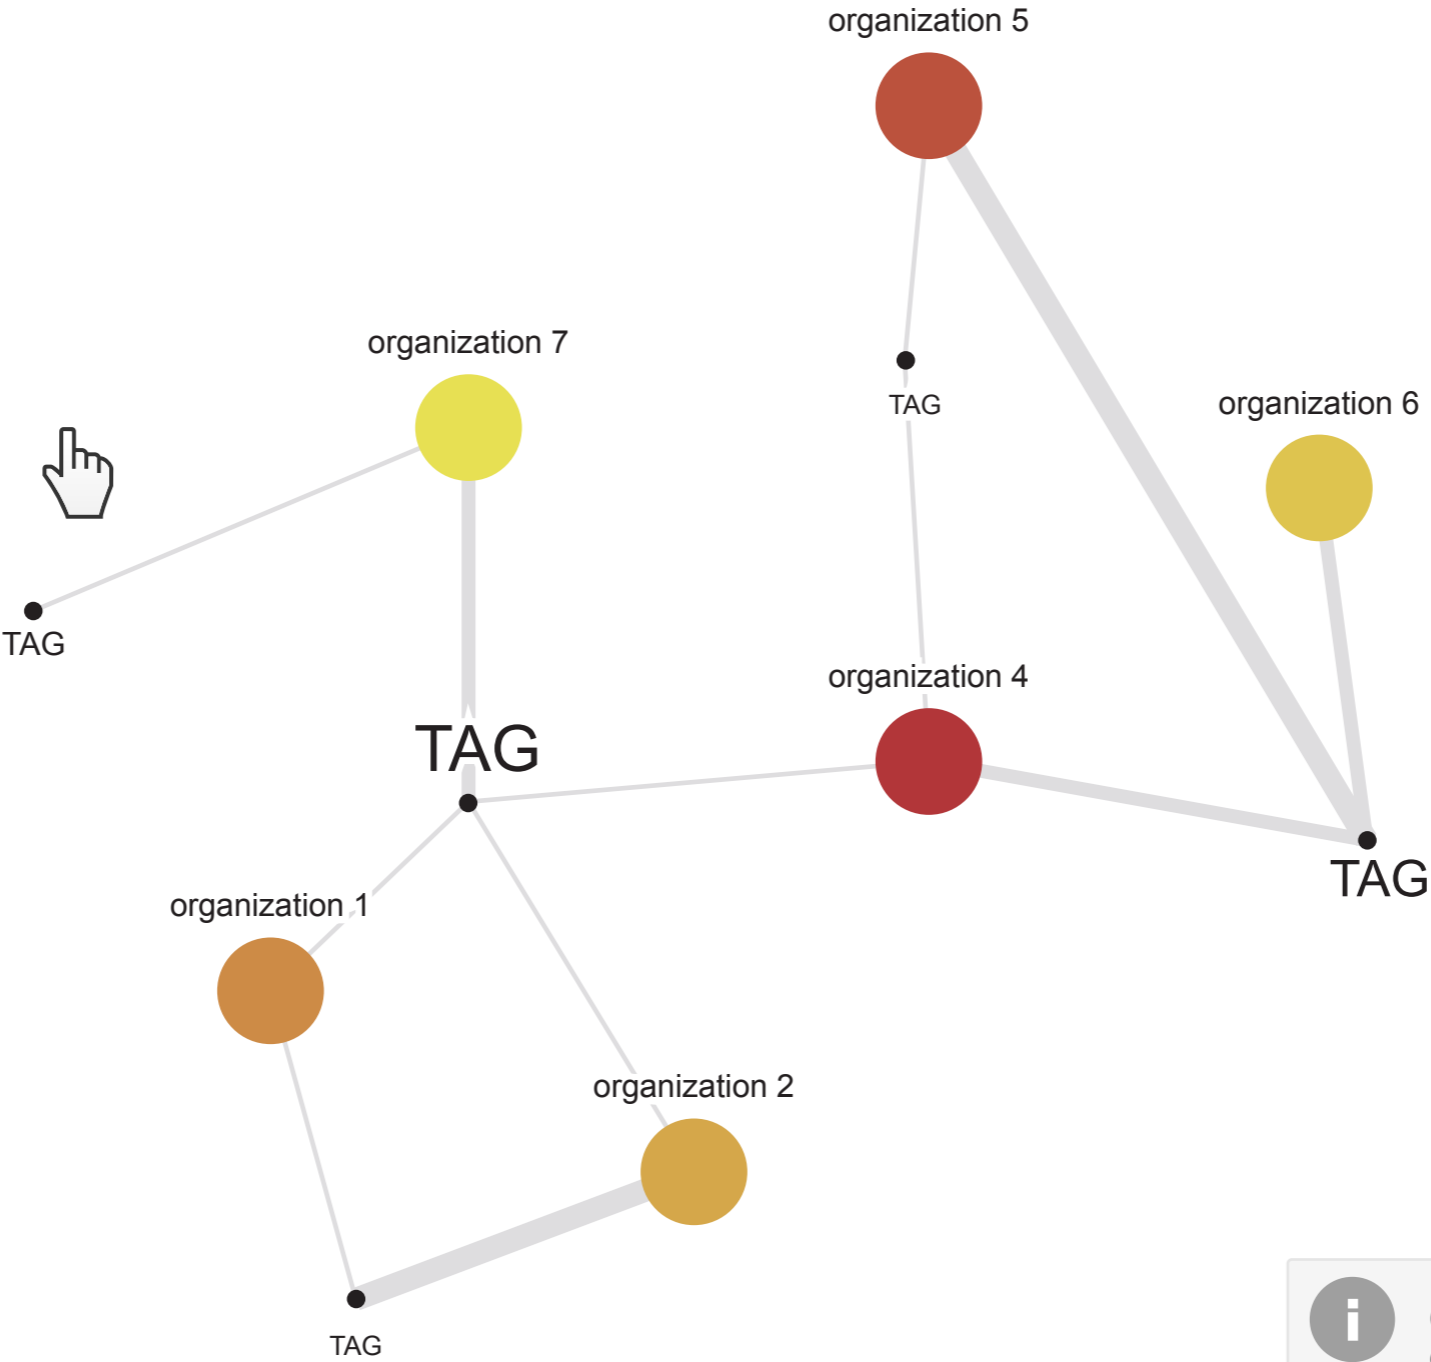 organization 5
organization 7
TAG
organization 6
TAG
organization 4
TAG
TAG
organization 1
organization 2
TAG
i